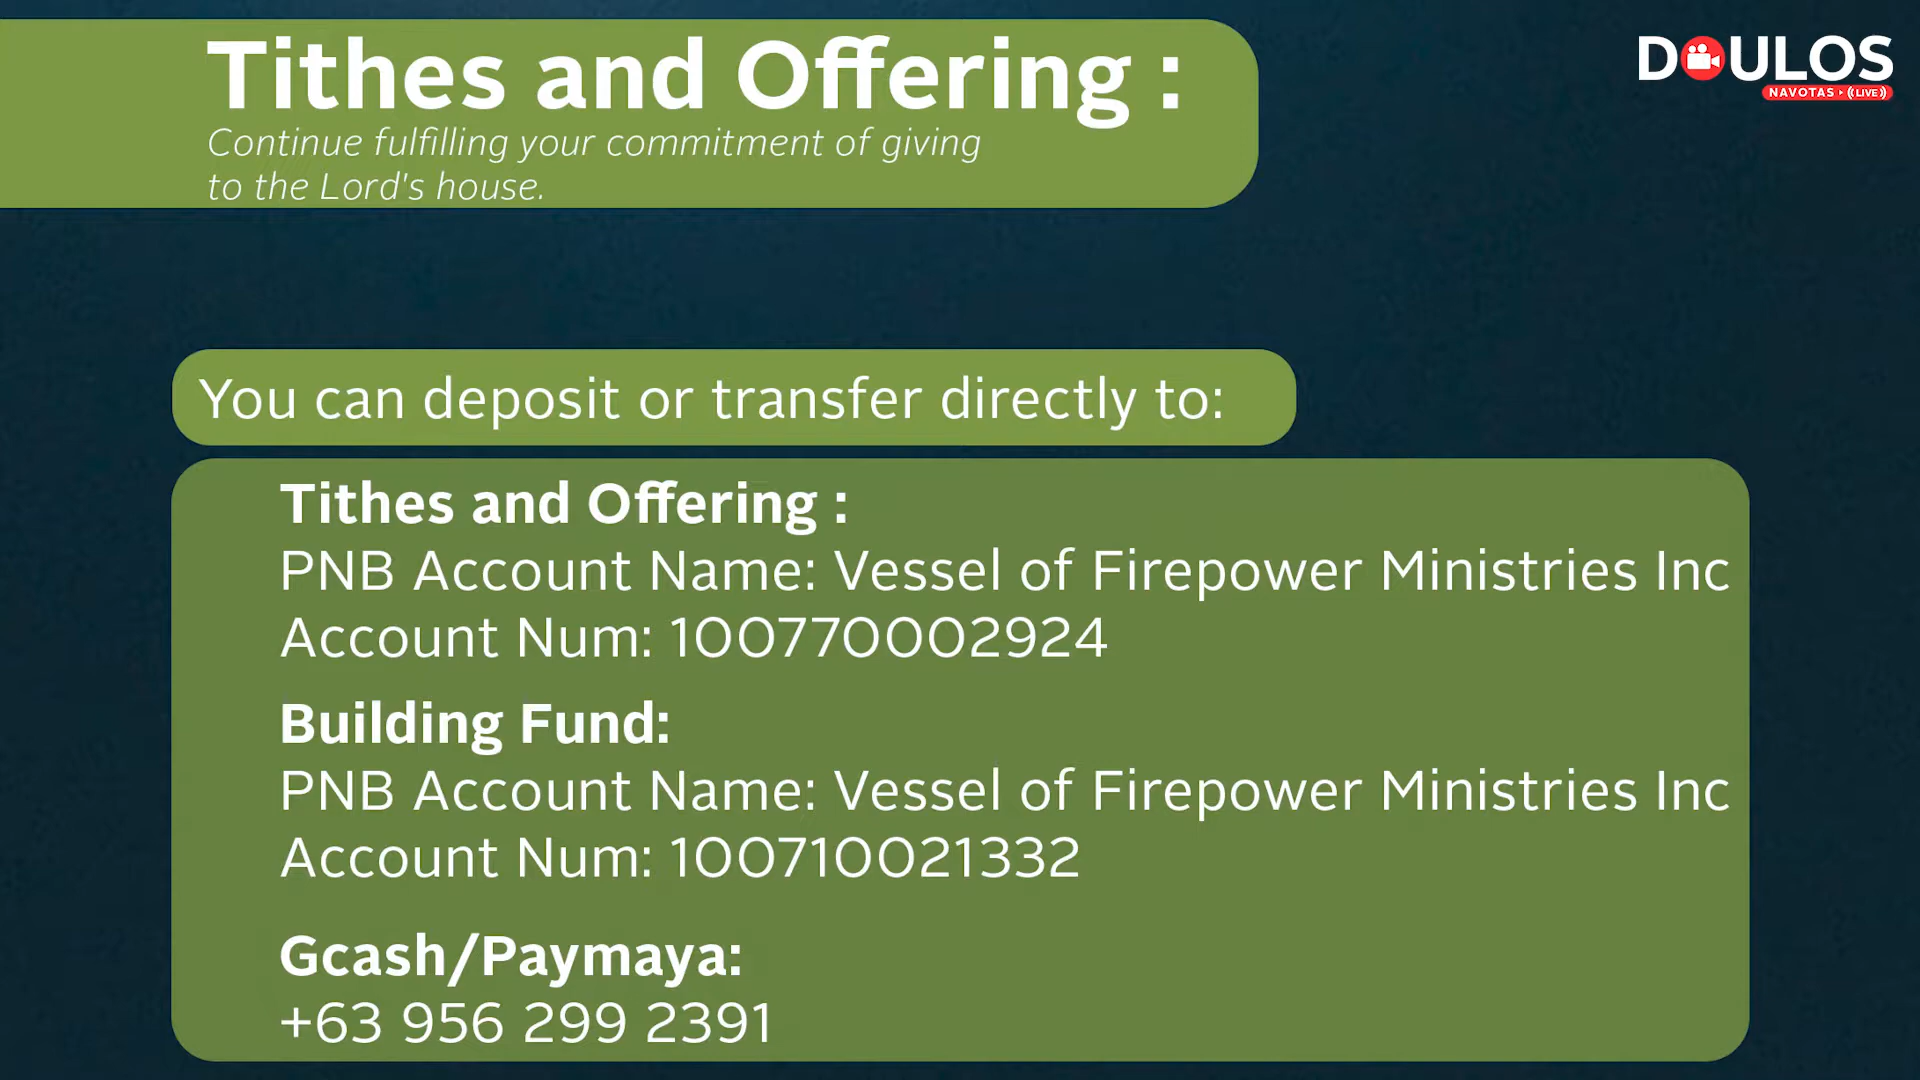 Tithes and Offering :
Continue fulfilling your commitment of giving
to the Lord's house.
DOULOS
NAVOTAS LIVE
You can deposit or transfer directly to:
Tithes and Offering :
PNB Account Name: Vessel of Firepower Ministries Inc
Account Num: 100770002924
Building Fund:
PNB Account Name: Vessel of Firepower Ministries Inc
Account Num: 100710021332
Gcash/Paymaya:
+63 956 299 2391